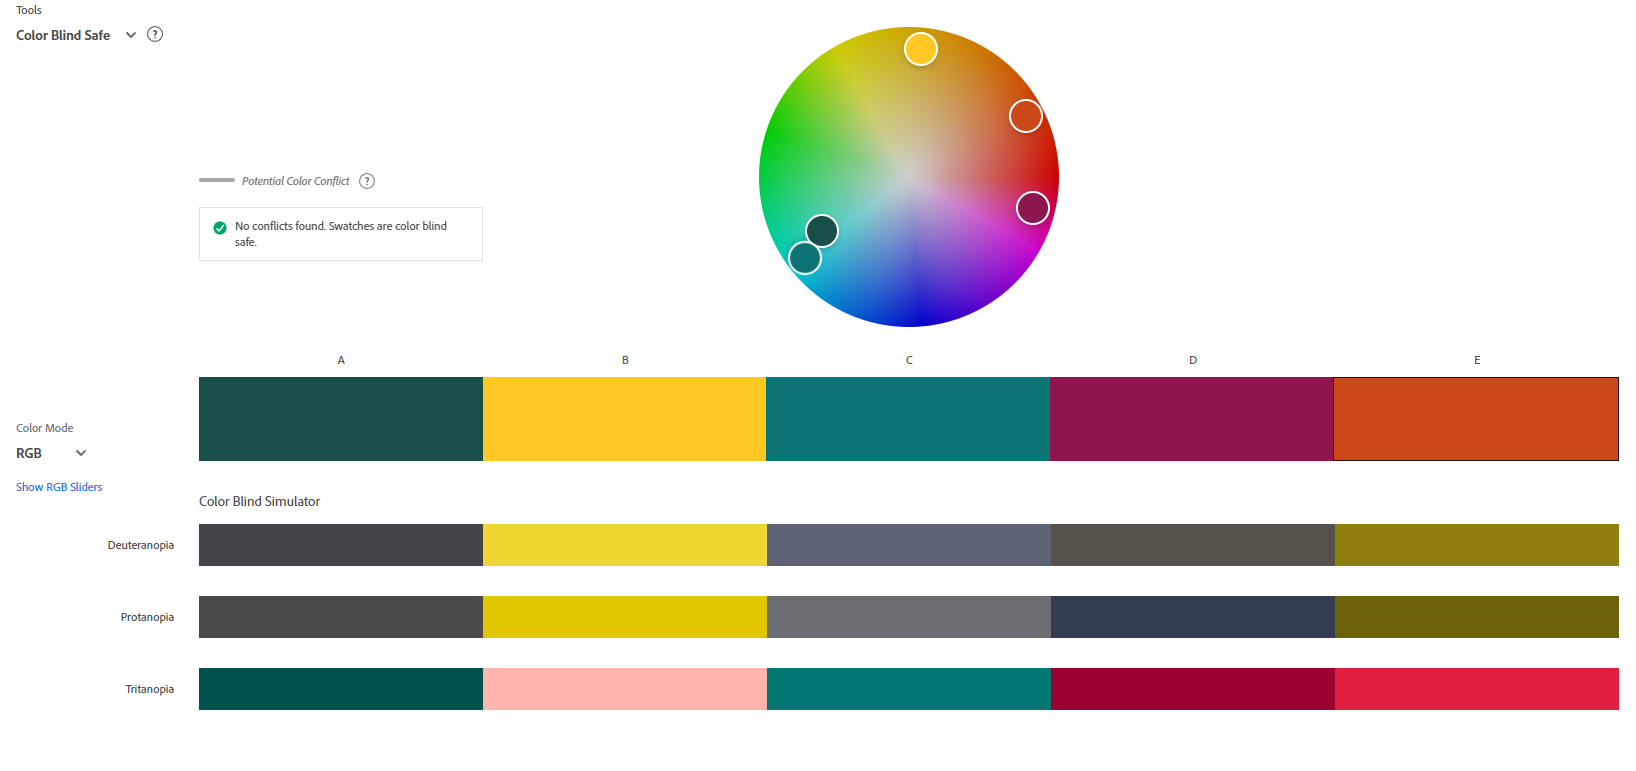 Tools
Color Blind Safe
?
Potential Color Conflict ?
No conflicts found. Swatches are color blind
safe.
A B C D E
Color Mode
RGB
Show RGB Sliders
Color Blind Simulator
Deuteranopia
Protanopia
Tritanopia